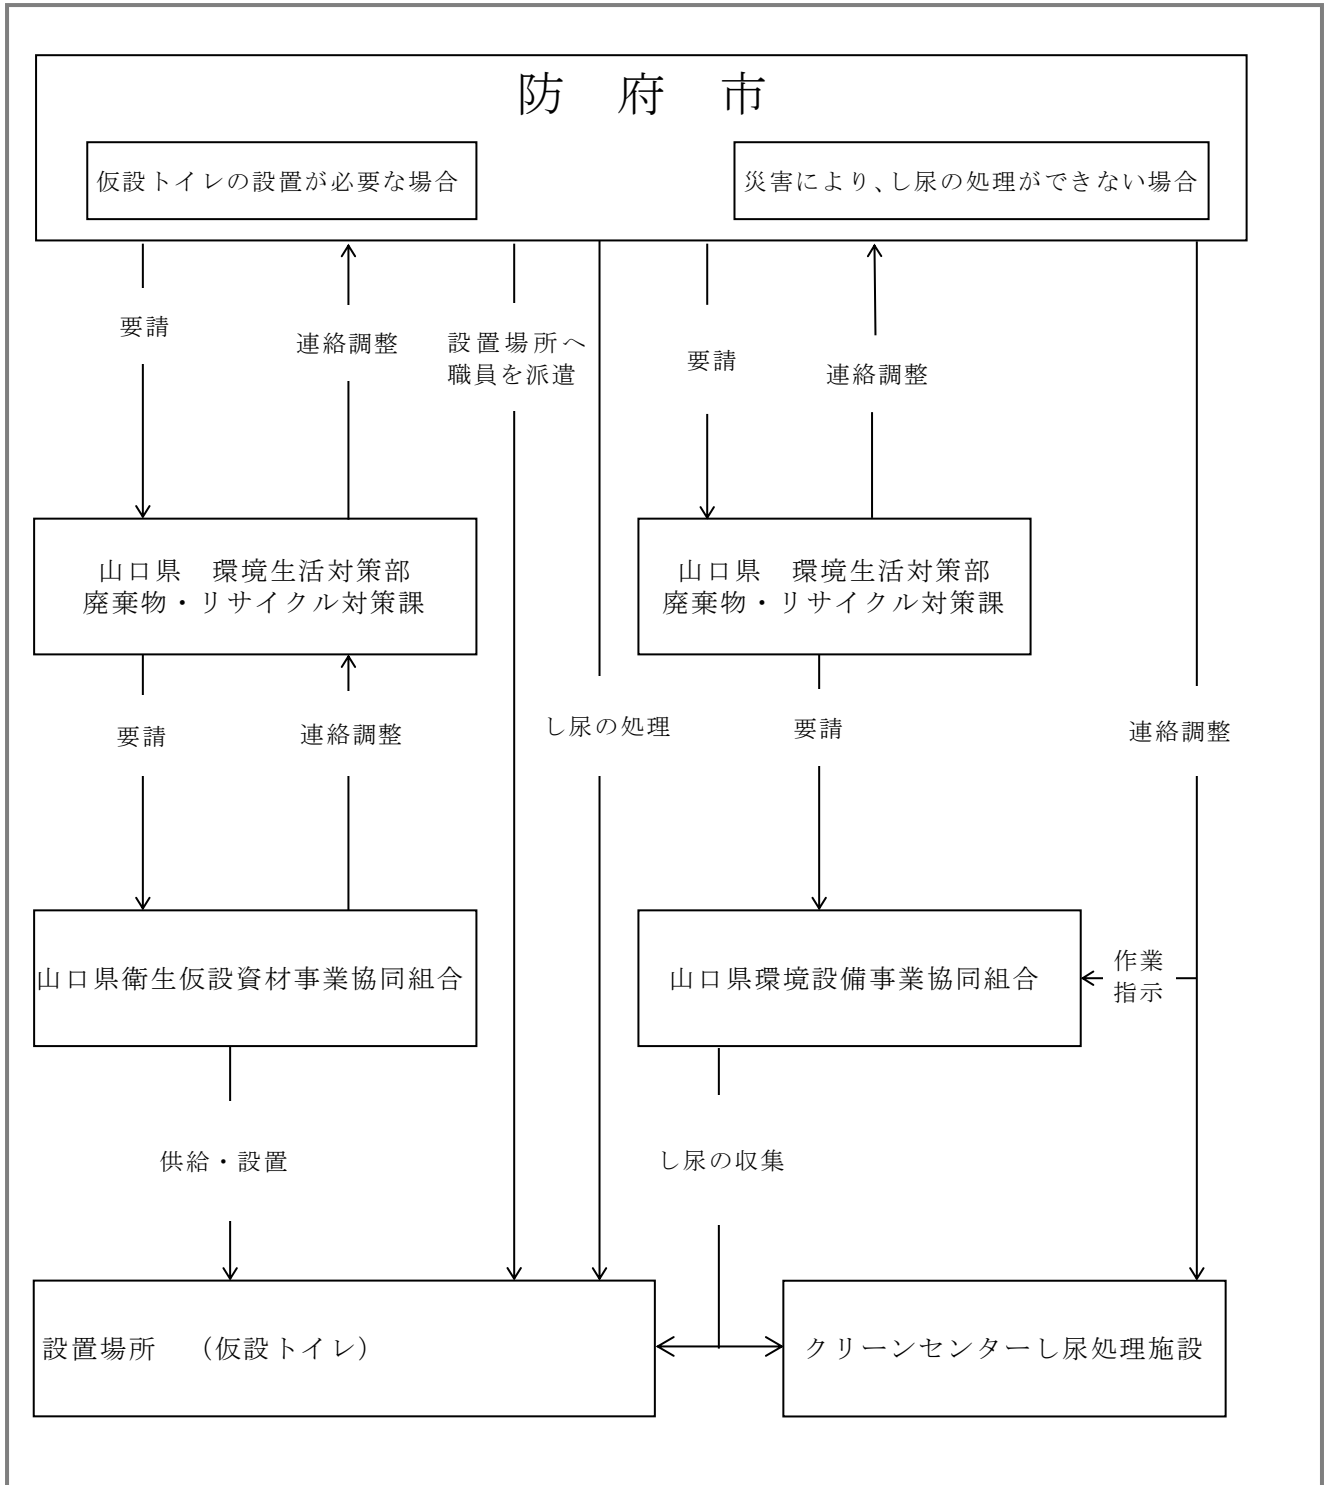 防　府　市
仮設トイレの設置が必要な場合
災害により、し尿の処理ができない場合
要請
連絡調整
設置場所へ
職員を派遣
要請
連絡調整
山口県　環境生活対策部
廃棄物・リサイクル対策課
山口県　環境生活対策部
廃棄物・リサイクル対策課
要請
連絡調整
し尿の処理
要請
連絡調整
山口県衛生仮設資材事業協同組合
山口県環境設備事業協同組合
作業
指示
供給・設置
し尿の収集
設置場所　（仮設トイレ）
クリーンセンターし尿処理施設